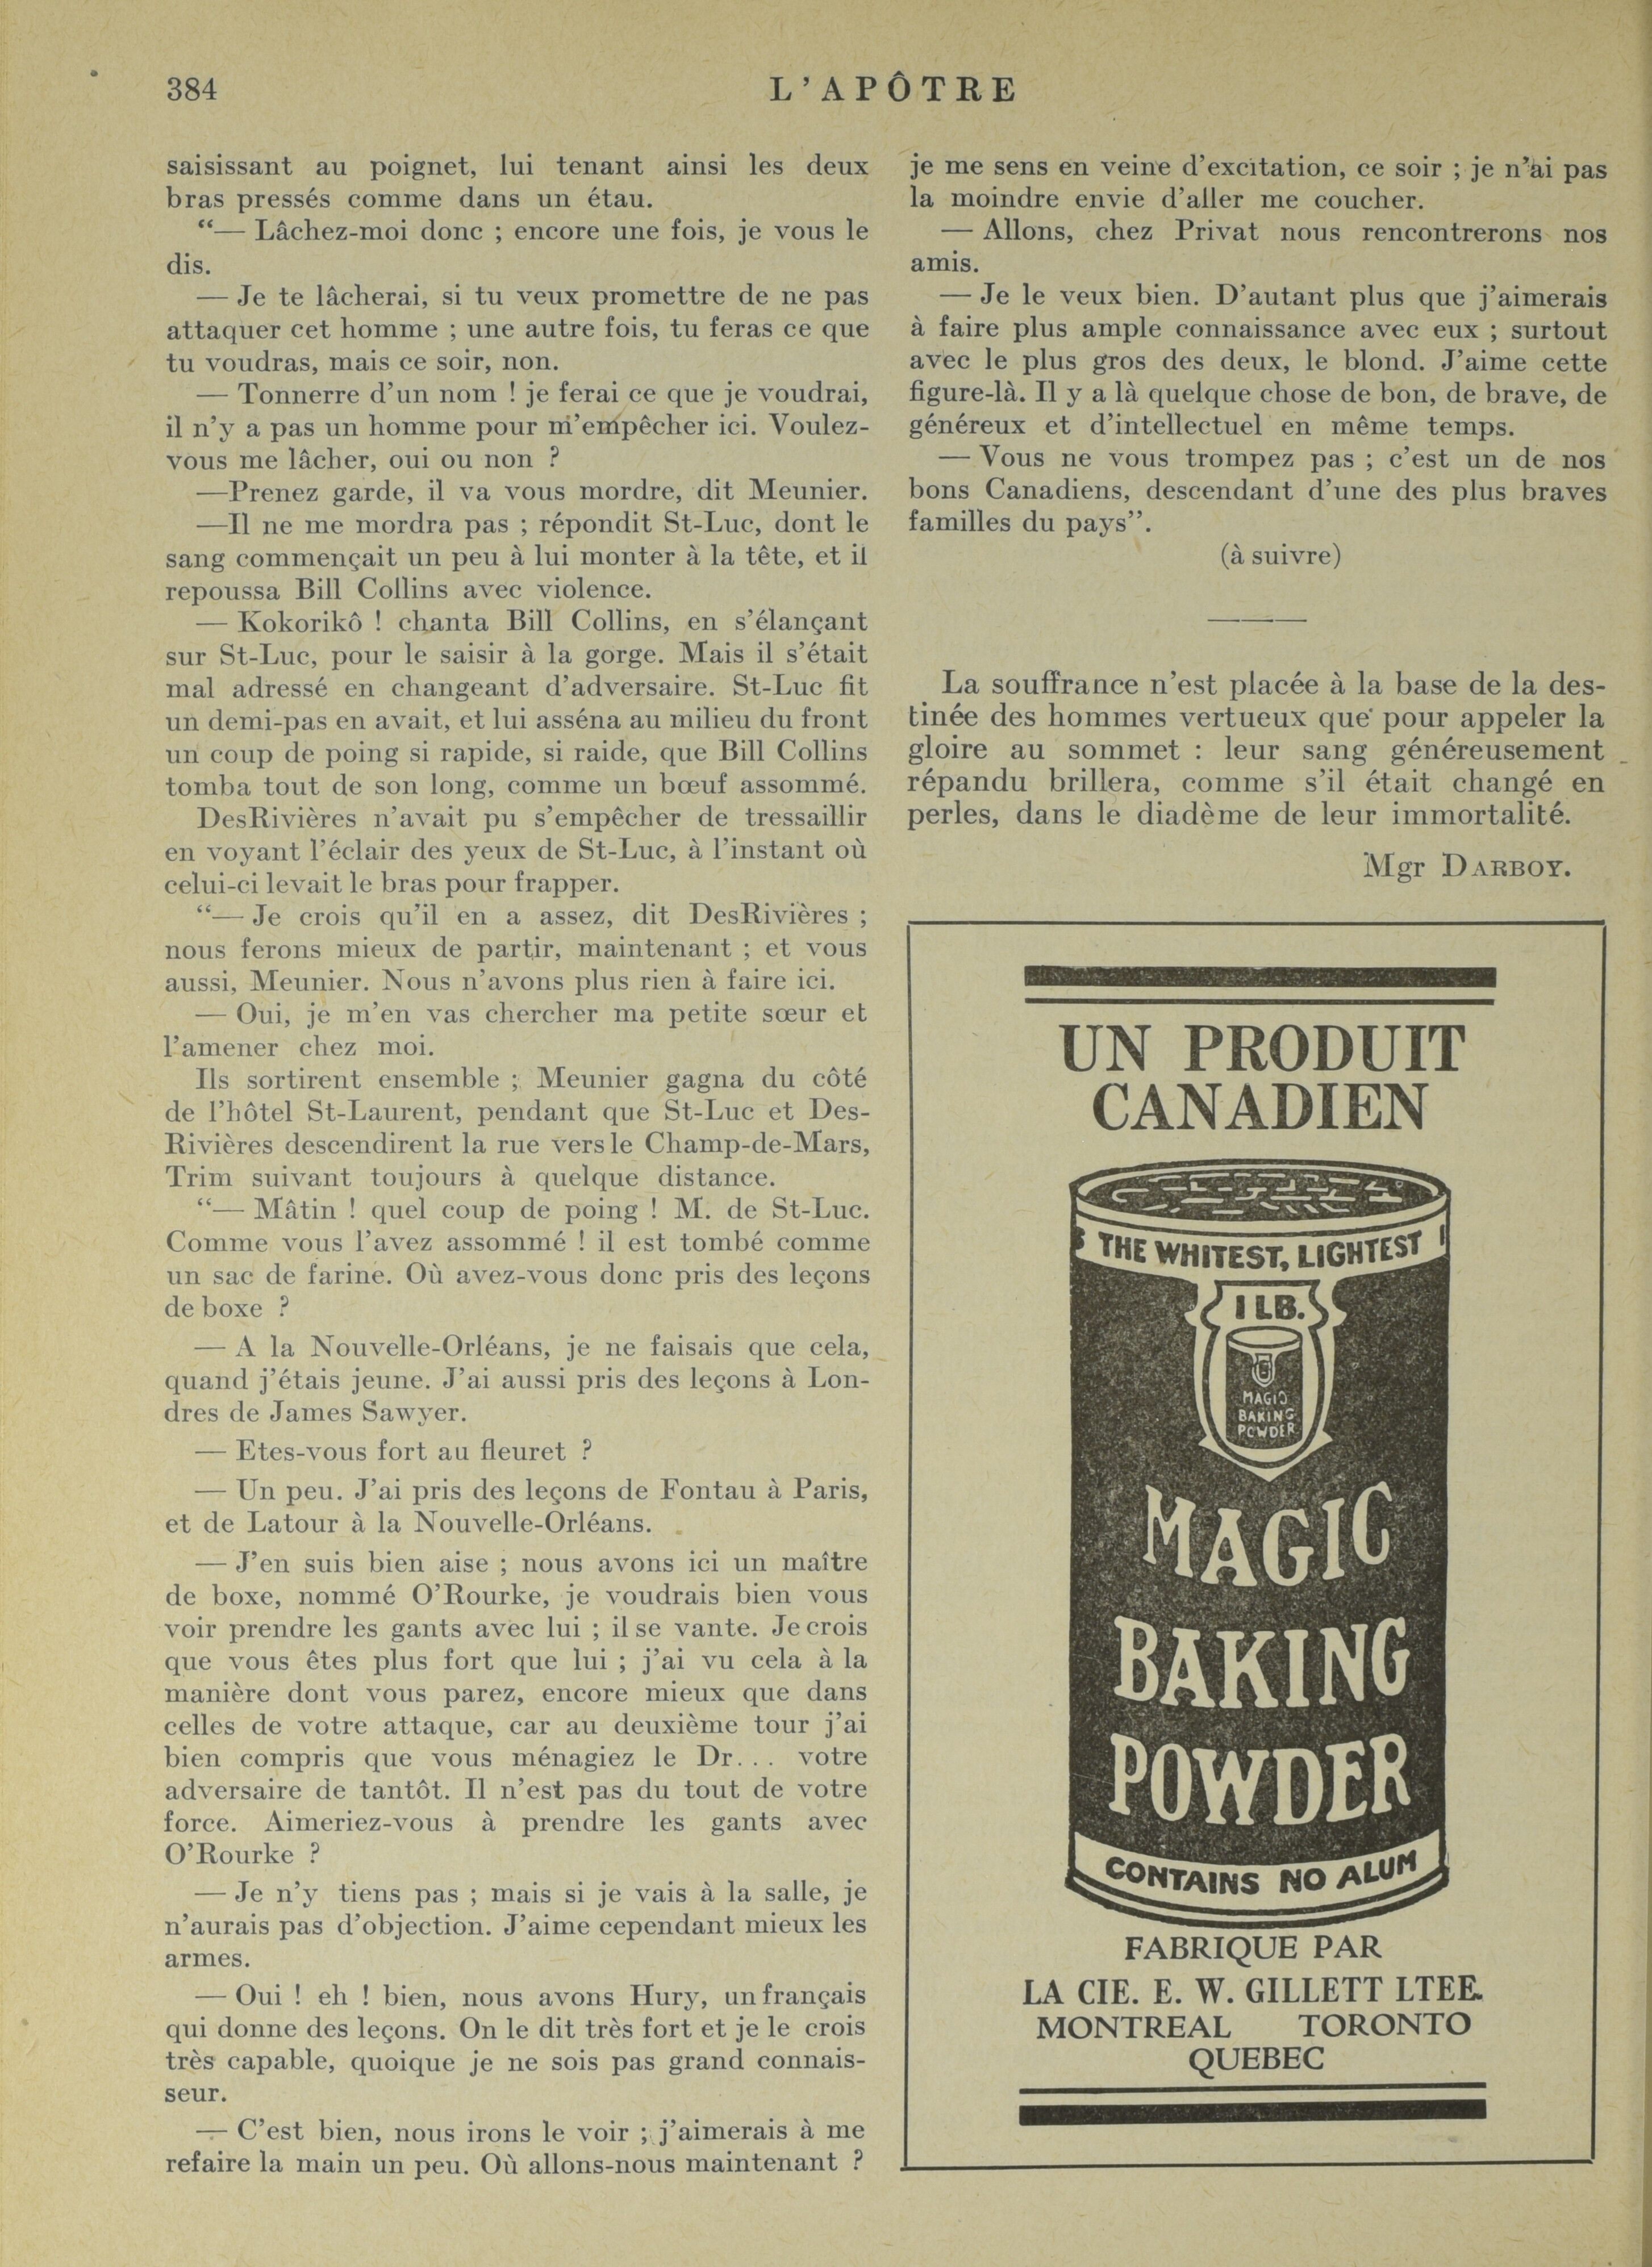 384
L'APÔTRE
saisissant au poignet, lui tenant ainsi les deux
bras pressés comme dans un étau.
“— Lâchez-moi donc ; encore une fois, je vous le
dis.
— Je te lâcherai, si tu veux promettre de ne pas
attaquer cet homme ; une autre fois, tu feras ce que
tu voudras, mais ce soir, non.
— Tonnerre d'un nom ! je ferai ce que je voudrai,
il n'y a pas un homme pour m'empêcher ici. Voulez-
vous me lâcher, oui ou non ?
—Prenez garde, il va vous mordre, dit Meunier.
—Il ne me mordra pas ; répondit St-Luc, dont le
sang commençait un peu à lui monter à la tête, et il
repoussa Bill Collins avec violence.
— Kokorikô ! chanta Bill Collins, en s'élançant
sur St-Luc, pour le saisir à la gorge. Mais il s'était
mal adressé en changeant d'adversaire. St-Luc fit
un demi-pas en avait, et lui asséna au milieu du front
un coup de poing si rapide, si raide, que Bill Collins
tomba tout de son long, comme un bœuf assommé.
DesRivières n'avait pu s'empêcher de tressaillir
en voyant l'éclair des yeux de St-Luc, à l'instant où
celui-ci levait le bras pour frapper.
“— Je crois qu'il en a assez, dit DesRivières ;
nous ferons mieux de partir, maintenant ; et vous
aussi, Meunier. Nous n'avons plus rien à faire ici.
— Oui, je m'en vas chercher ma petite sœur et
l'amener chez moi.
Ils sortirent ensemble ; Meunier gagna du côté
de l'hôtel St-Laurent, pendant que St-Luc et Des-
Rivières descendirent la rue vers le Champ-de-Mars,
Trim suivant toujours à quelque distance.
“— Mâtin ! quel coup de poing ! M. de St-Luc.
Comme vous l'avez assommé ! il est tombé comme
un sac de farine. Où avez-vous donc pris des leçons
de boxe ?
— A la Nouvelle-Orléans, je ne faisais que cela,
quand j'étais jeune. J'ai aussi pris des leçons à Lon-
dres de James Sawyer.
— Etes-vous fort au fleuret ?
— Un peu. J'ai pris des leçons de Fontau à Paris,
et de Latour à la Nouvelle-Orléans.
— J'en suis bien aise ; nous avons ici un maître
de boxe, nommé O'Rourke, je voudrais bien vous
voir prendre les gants avec lui ; il se vante. Je crois
que vous êtes plus fort que lui ; j'ai vu cela à la
manière dont vous parez, encore mieux que dans
celles de votre attaque, car au deuxième tour j'ai
bien compris que vous ménagiez le Dr... votre
adversaire de tantôt. Il n'est pas du tout de votre
force. Aimeriez-vous à prendre les gants avec
O'Rourke ?
— Je n'y tiens pas ; mais si je vais à la salle, je
n'aurais pas d'objection. J'aime cependant mieux les
armes.
— Oui ! eh ! bien, nous avons Hury, un français
qui donne des leçons. On le dit très fort et je le crois
très capable, quoique je ne sois pas grand connais-
seur.
— C'est bien, nous irons le voir ; j'aimerais à me
refaire la main un peu. Où allons-nous maintenant ?
je me sens en veine d'excitation, ce soir ; je n'ai pas
la moindre envie d'aller me coucher.
— Allons, chez Privat nous rencontrerons nos
amis.
— Je le veux bien. D'autant plus que j'aimerais
à faire plus ample connaissance avec eux ; surtout
avec le plus gros des deux, le blond. J'aime cette
figure-là. Il y a là quelque chose de bon, de brave, de
généreux et d'intellectuel en même temps.
— Vous ne vous trompez pas ; c'est un de nos
bons Canadiens, descendant d'une des plus braves
familles du pays”.
(à suivre)
La souffrance n'est placée à la base de la des-
tinée des hommes vertueux que pour appeler la
gloire au sommet : leur sang généreusement
répandu brillera, comme s'il était changé en
perles, dans le diadème de leur immortalité.
Mgr DARBOY.
UN PRODUIT
CANADIEN
THE WHITEST, LIGHTEST
1 LB.
MAGIC
BAKING
POWDER
MAGIC
BAKING
POWDER
CONTAINS NO ALUM
FABRIQUE PAR
LA CIE. E. W. GILLETT LTEE.
MONTREAL TORONTO
QUEBEC